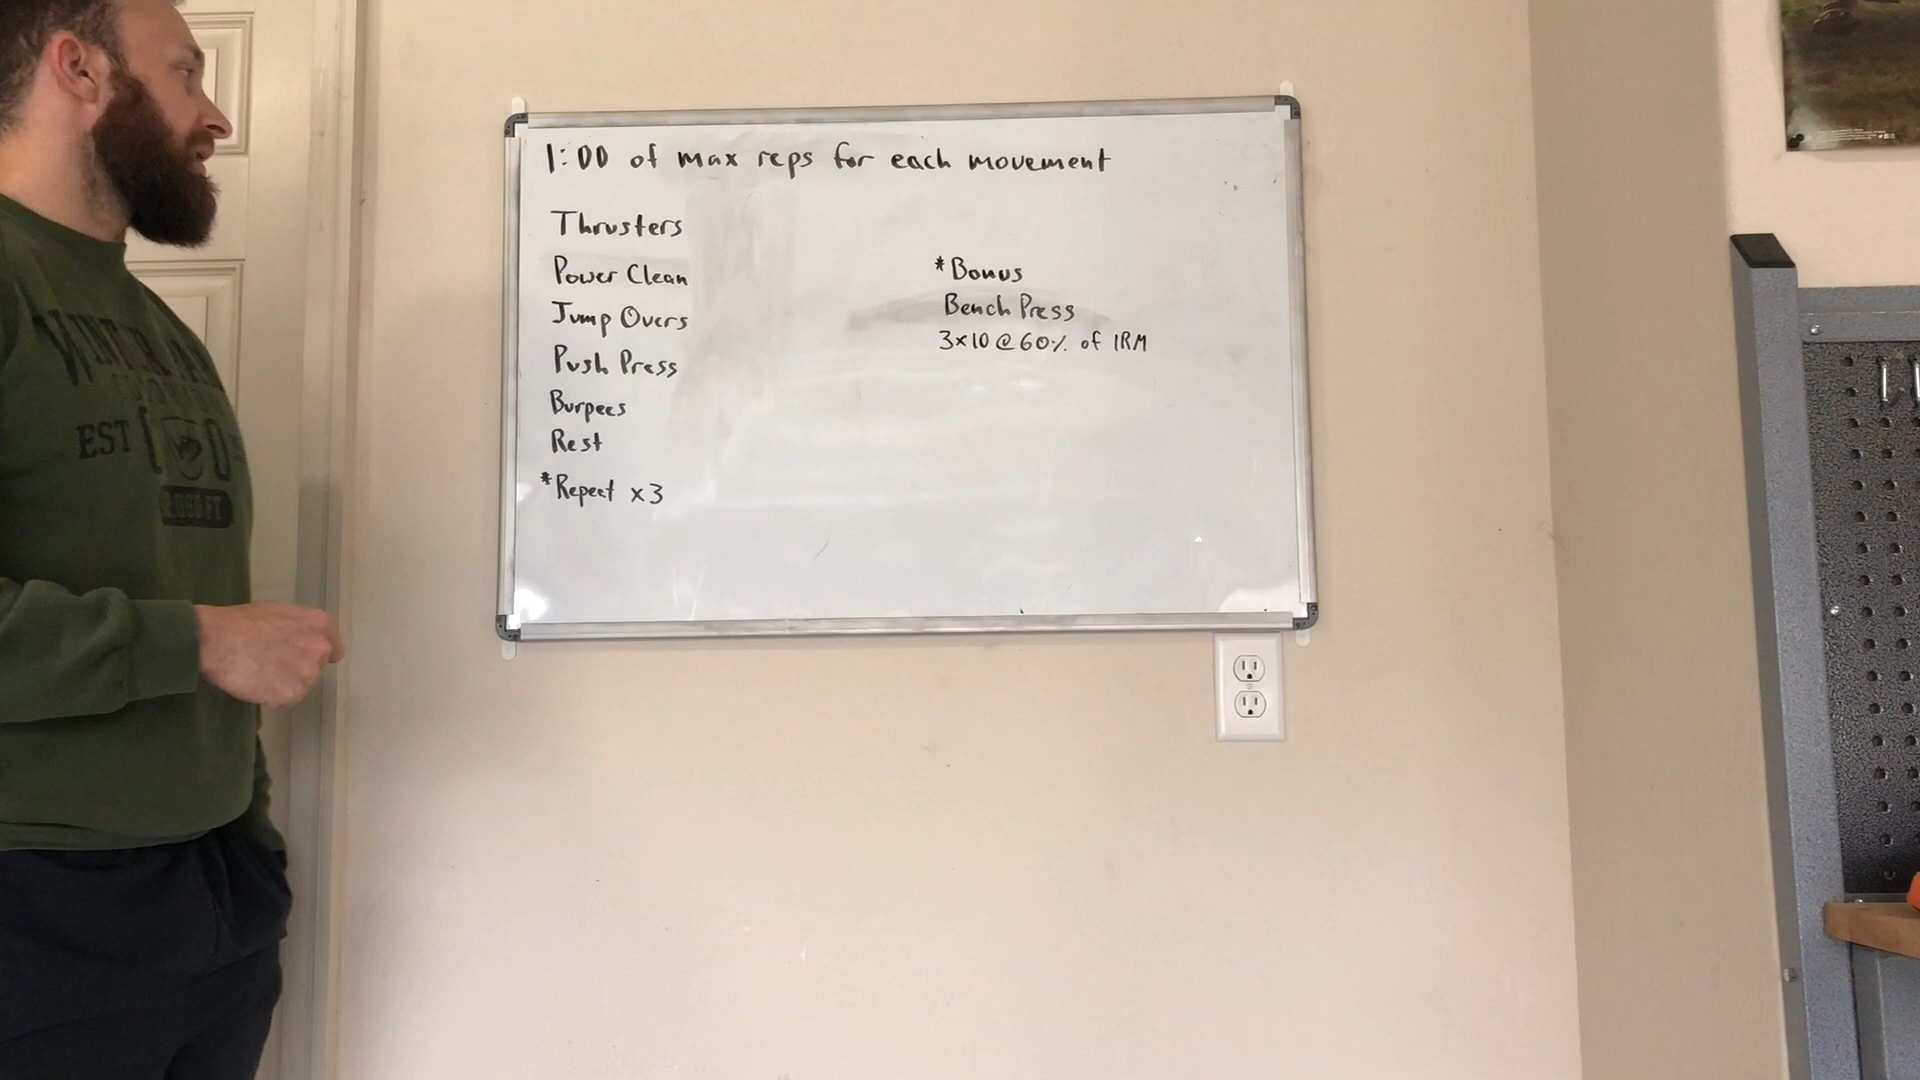 1:00 of max reps for each movement
Thrusters
Power Clean
Jump Overs
Push Press
Burpees
Rest
*Repeat x3
*Bonus
Bench Press
3x10 @ 60% of 1RM
EST